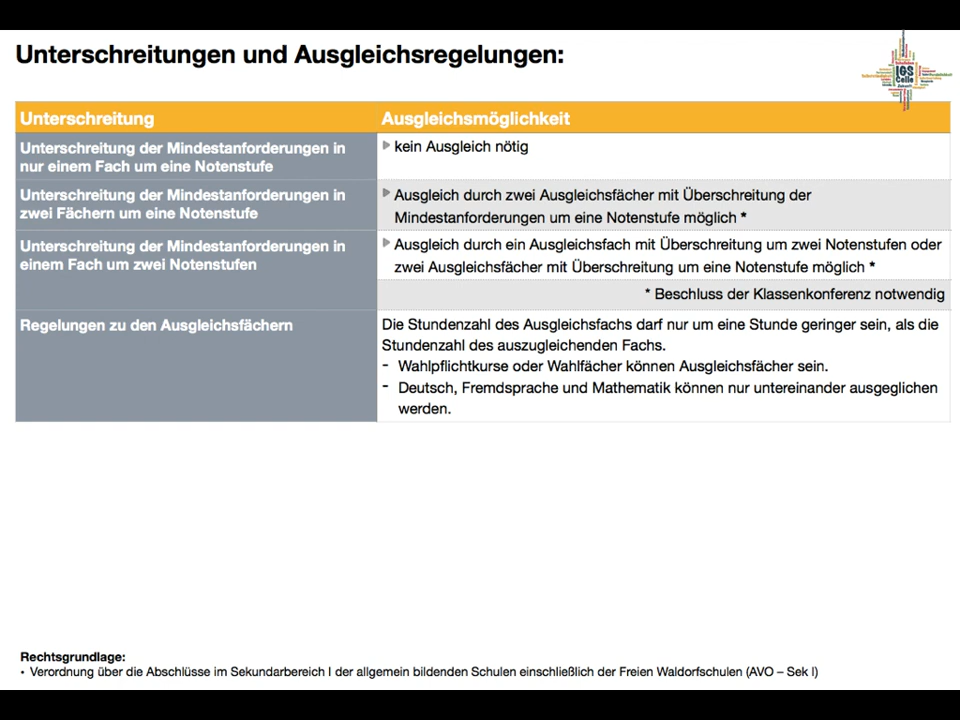 Unterschreitungen und Ausgleichsregelungen:
IGS
Celle
Unterschreitung
Ausgleichsmöglichkeit
Unterschreitung der Mindestanforderungen in
nur einem Fach um eine Notenstufe
kein Ausgleich nötig
Unterschreitung der Mindestanforderungen in
zwei Fächern um eine Notenstufe
Ausgleich durch zwei Ausgleichsfächer mit Überschreitung der
Mindestanforderungen um eine Notenstufe möglich *
Unterschreitung der Mindestanforderungen in
einem Fach um zwei Notenstufen
Ausgleich durch ein Ausgleichsfach mit Überschreitung um zwei Notenstufen oder
zwei Ausgleichsfächer mit Überschreitung um eine Notenstufe möglich *
* Beschluss der Klassenkonferenz notwendig
Regelungen zu den Ausgleichsfächern
Die Stundenzahl des Ausgleichsfachs darf nur um eine Stunde geringer sein, als die
Stundenzahl des auszugleichenden Fachs.
- Wahlpflichtkurse oder Wahlfächer können Ausgleichsfächer sein.
- Deutsch, Fremdsprache und Mathematik können nur untereinander ausgeglichen
werden.
Rechtsgrundlage:
• Verordnung über die Abschlüsse im Sekundarbereich I der allgemein bildenden Schulen einschließlich der Freien Waldorfschulen (AVO – Sek I)